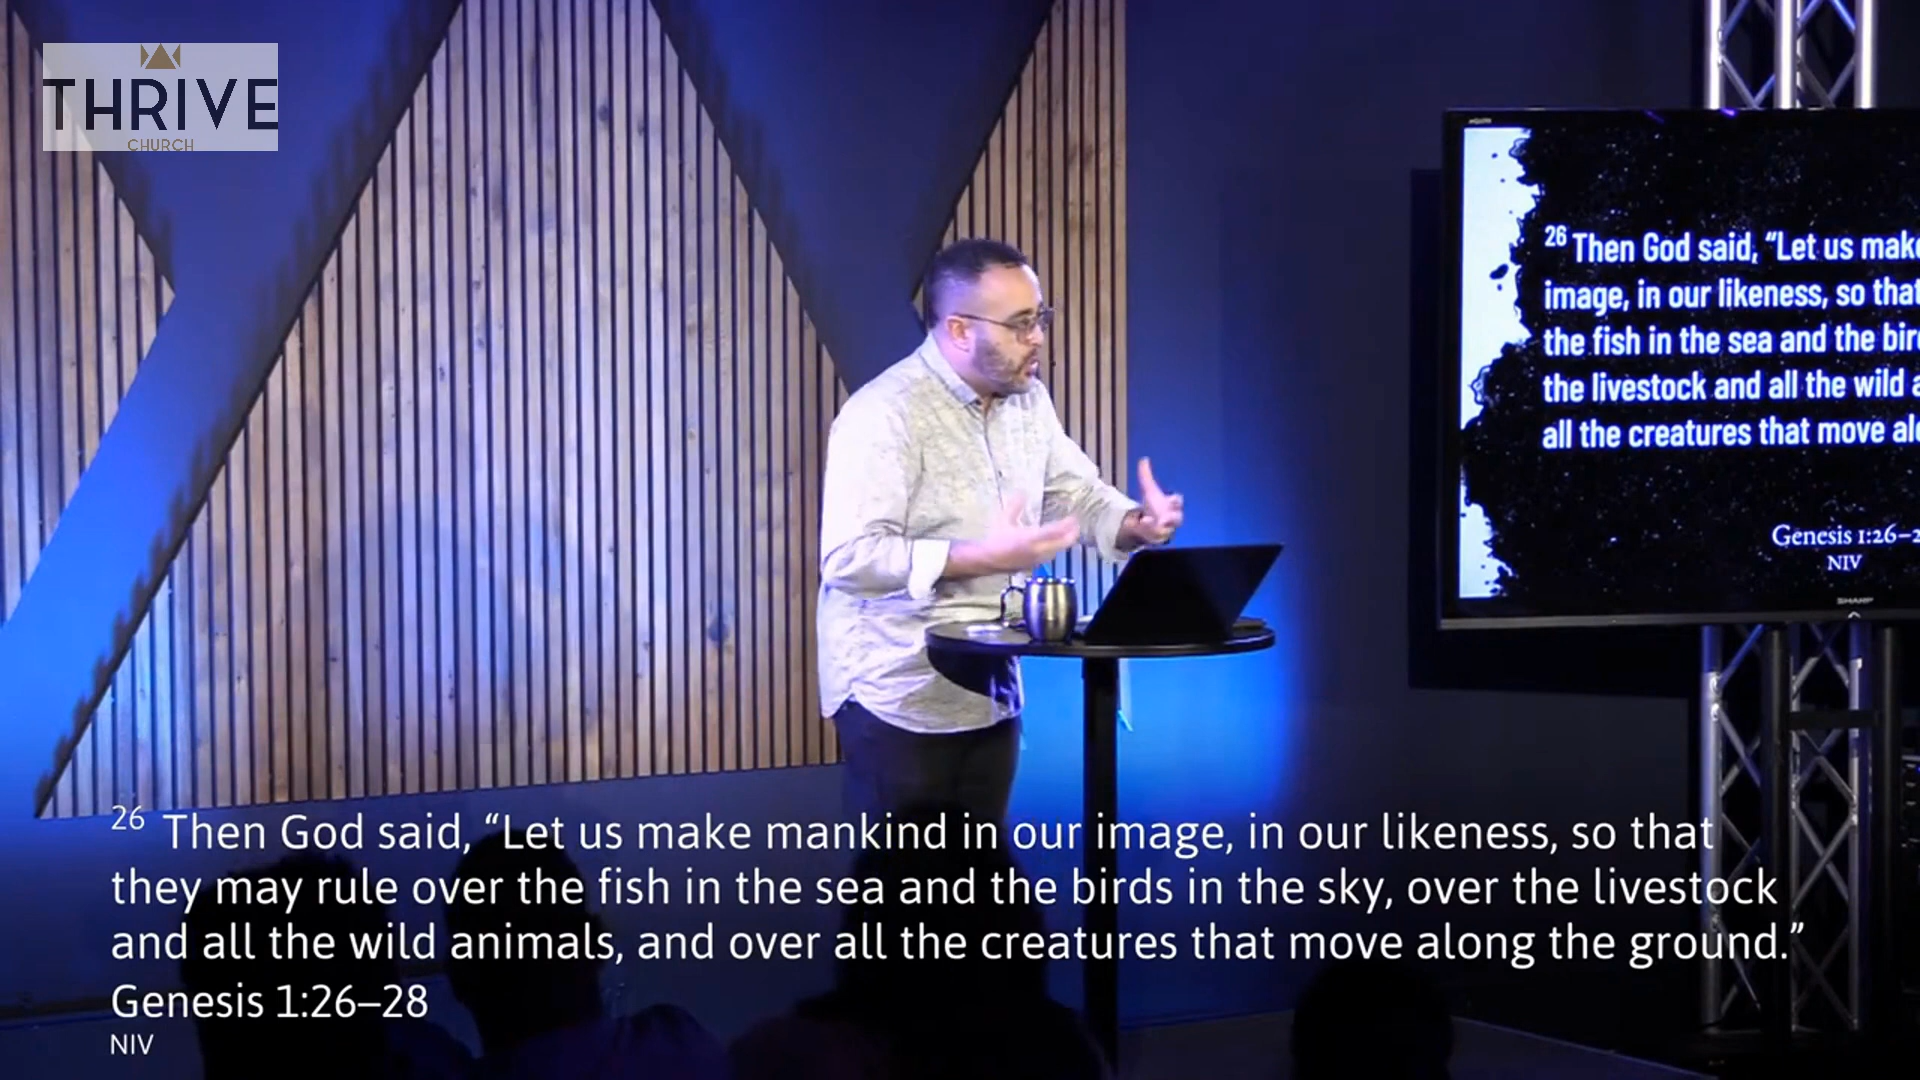 THRIVE
CHURCH
26 Then God said, “Let us make
image, in our likeness, so that
the fish in the sea and the bir
the livestock and all the wild a
all the creatures that move al
Genesis 1:26–2
NIV
SHARP
26 Then God said, “Let us make mankind in our image, in our likeness, so that
they may rule over the fish in the sea and the birds in the sky, over the livestock
and all the wild animals, and over all the creatures that move along the ground.”
Genesis 1:26–28
NIV